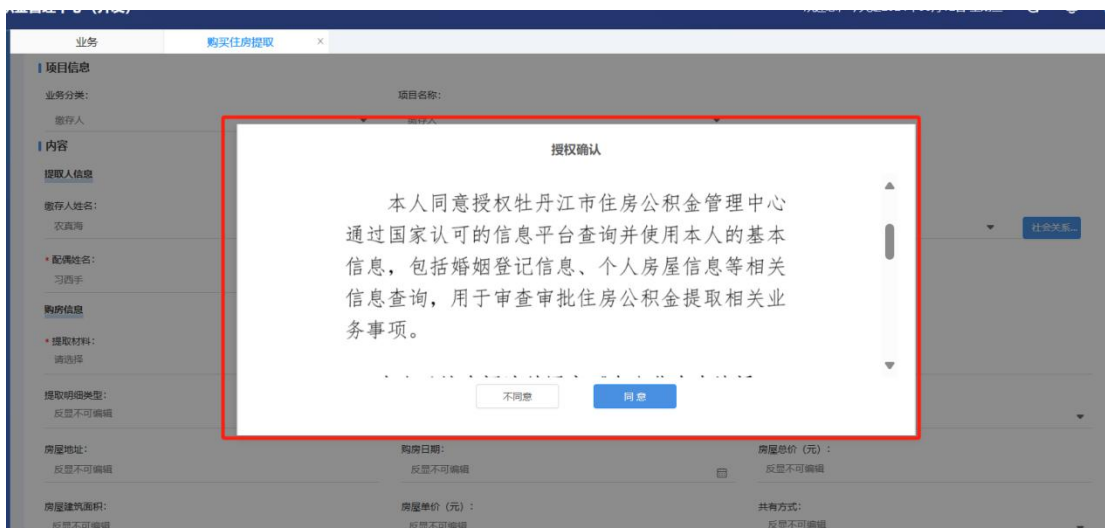 业务
购买住房提取 ×
项目信息
业务分类：
项目名称：
缴存人
缴存人
内容
授权确认
提取人信息
本人同意授权牡丹江市住房公积金管理中心
通过国家认可的信息平台查询并使用本人的基本
信息，包括婚姻登记信息、个人房屋信息等相关
信息查询，用于审查审批住房公积金提取相关业
务事项。
缴存人姓名：
农直海
社会关系...
* 配偶姓名：
习西手
购房信息
* 提取材料：
请选择
不同意
同意
提取明细类型：
反显不可编辑
房屋地址：
购房日期：
房屋总价（元）：
反显不可编辑
反显不可编辑
反显不可编辑
房屋建筑面积：
房屋单价（元）：
共有方式：
反显不可编辑
反显不可编辑
反显不可编辑